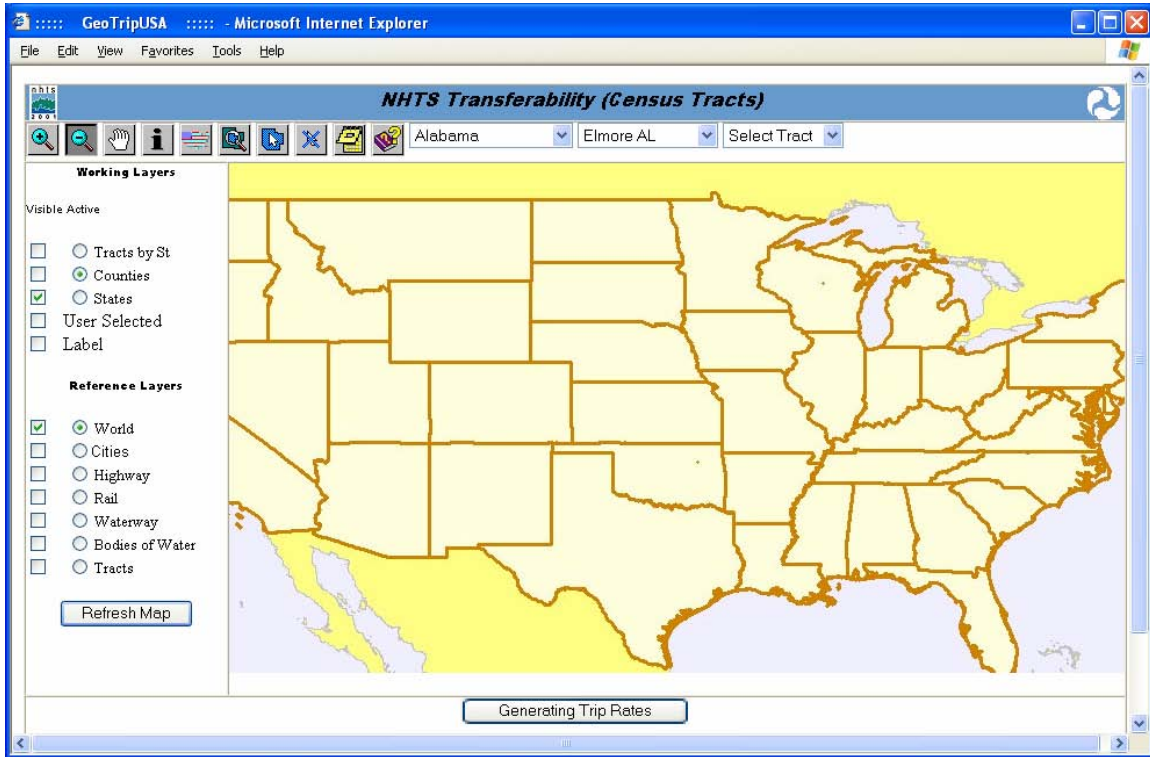 ::::: GeoTripUSA ::::: - Microsoft Internet Explorer
File Edit View Favorites Tools Help
nhts
2001
NHTS Transferability (Census Tracts)
Alabama Elmore AL Select Tract
Working Layers
Visible Active
Tracts by St
Counties
States
User Selected
Label
Reference Layers
World
Cities
Highway
Rail
Waterway
Bodies of Water
Tracts
Refresh Map
Generating Trip Rates